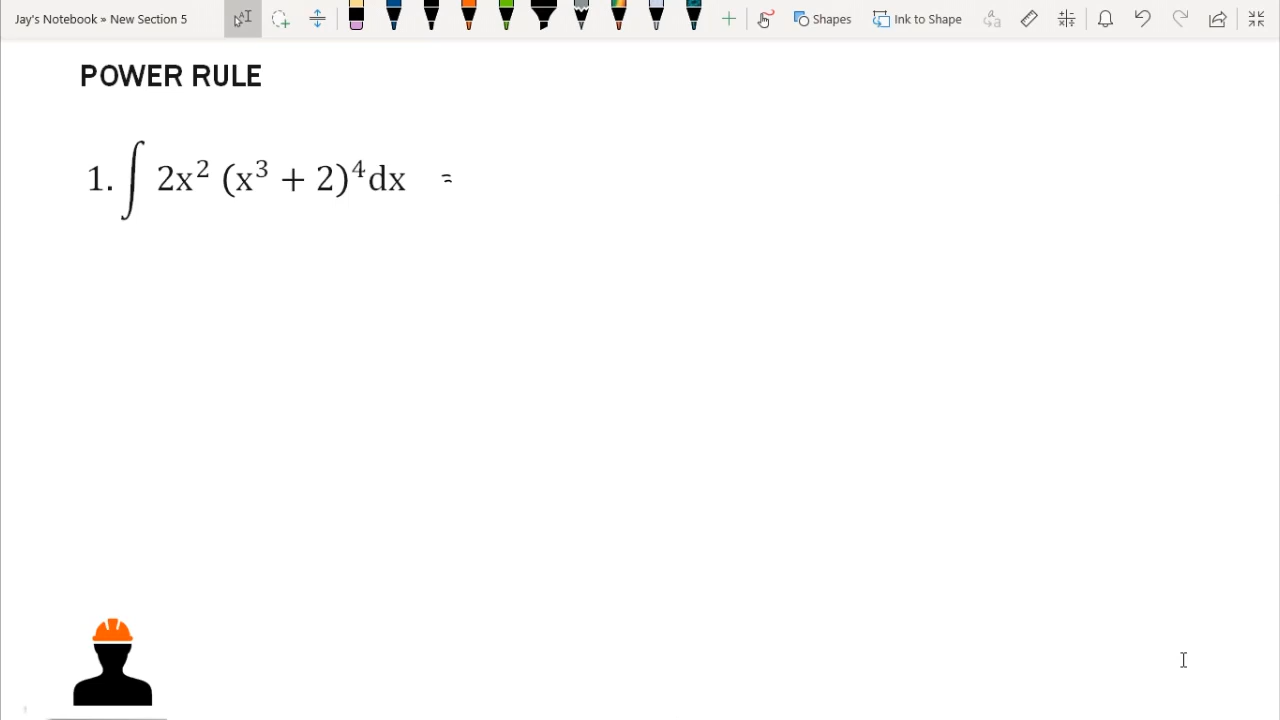 Jay's Notebook » New Section 5
Shapes
Ink to Shape
POWER RULE
1. ∫ 2x² (x³ + 2)⁴dx =